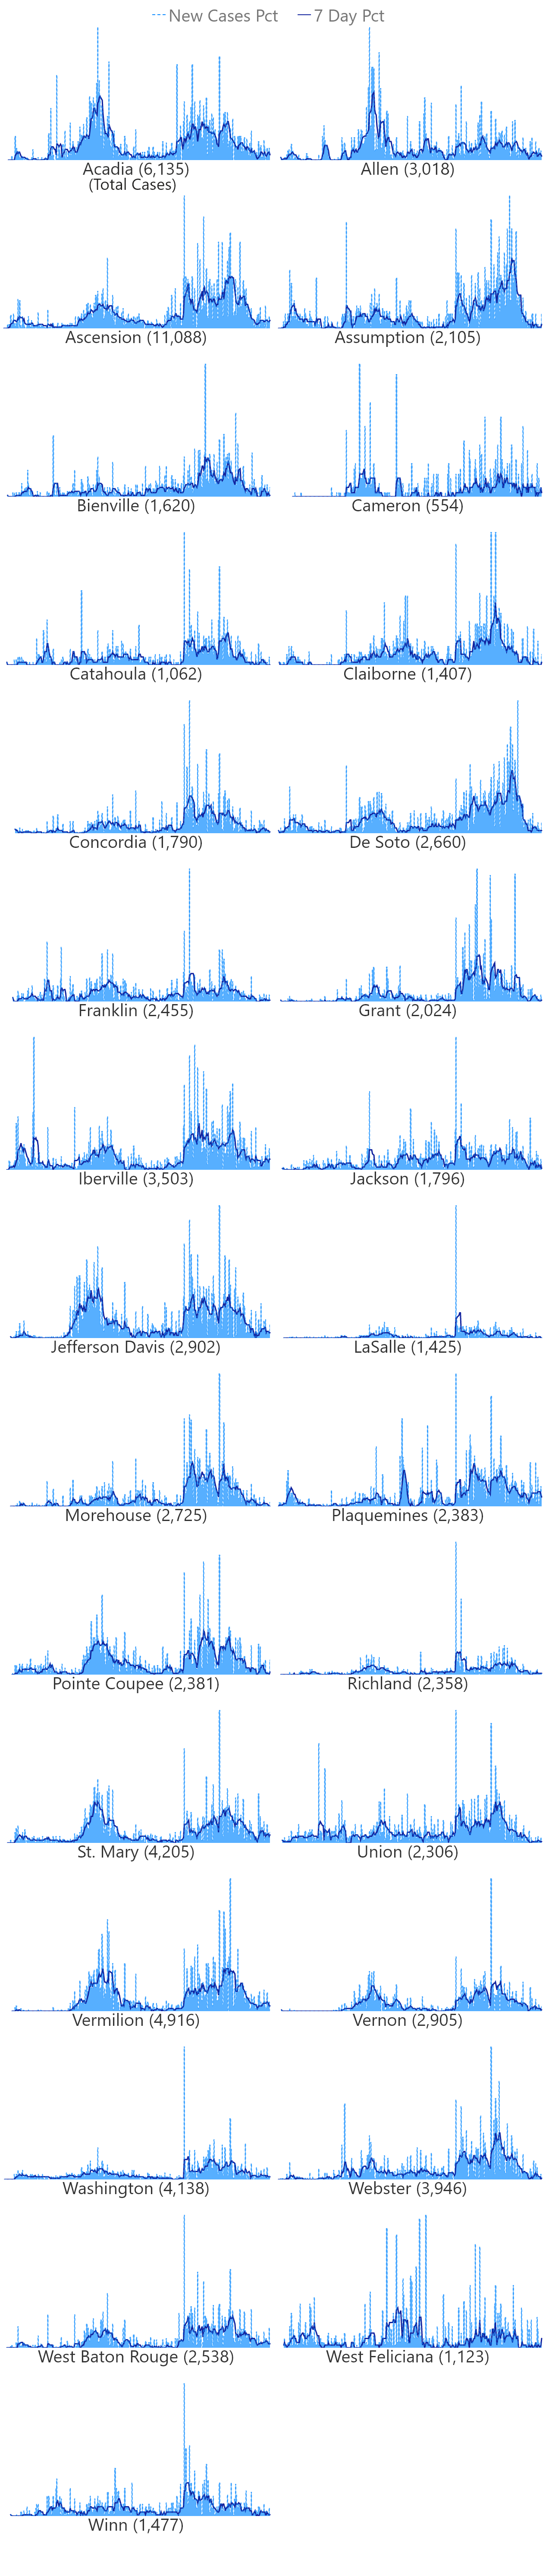 New Cases Pct 7 Day Pct
Acadia (6,135) Allen (3,018)
(Total Cases)
Ascension (11,088) Assumption (2,105)
Bienville (1,620) Cameron (554)
Catahoula (1,062) Claiborne (1,407)
Concordia (1,790) De Soto (2,660)
Franklin (2,455) Grant (2,024)
Iberville (3,503) Jackson (1,796)
Jefferson Davis (2,902) LaSalle (1,425)
Morehouse (2,725) Plaquemines (2,383)
Pointe Coupee (2,381) Richland (2,358)
St. Mary (4,205) Union (2,306)
Vermilion (4,916) Vernon (2,905)
Washington (4,138) Webster (3,946)
West Baton Rouge (2,538) West Feliciana (1,123)
Winn (1,477)